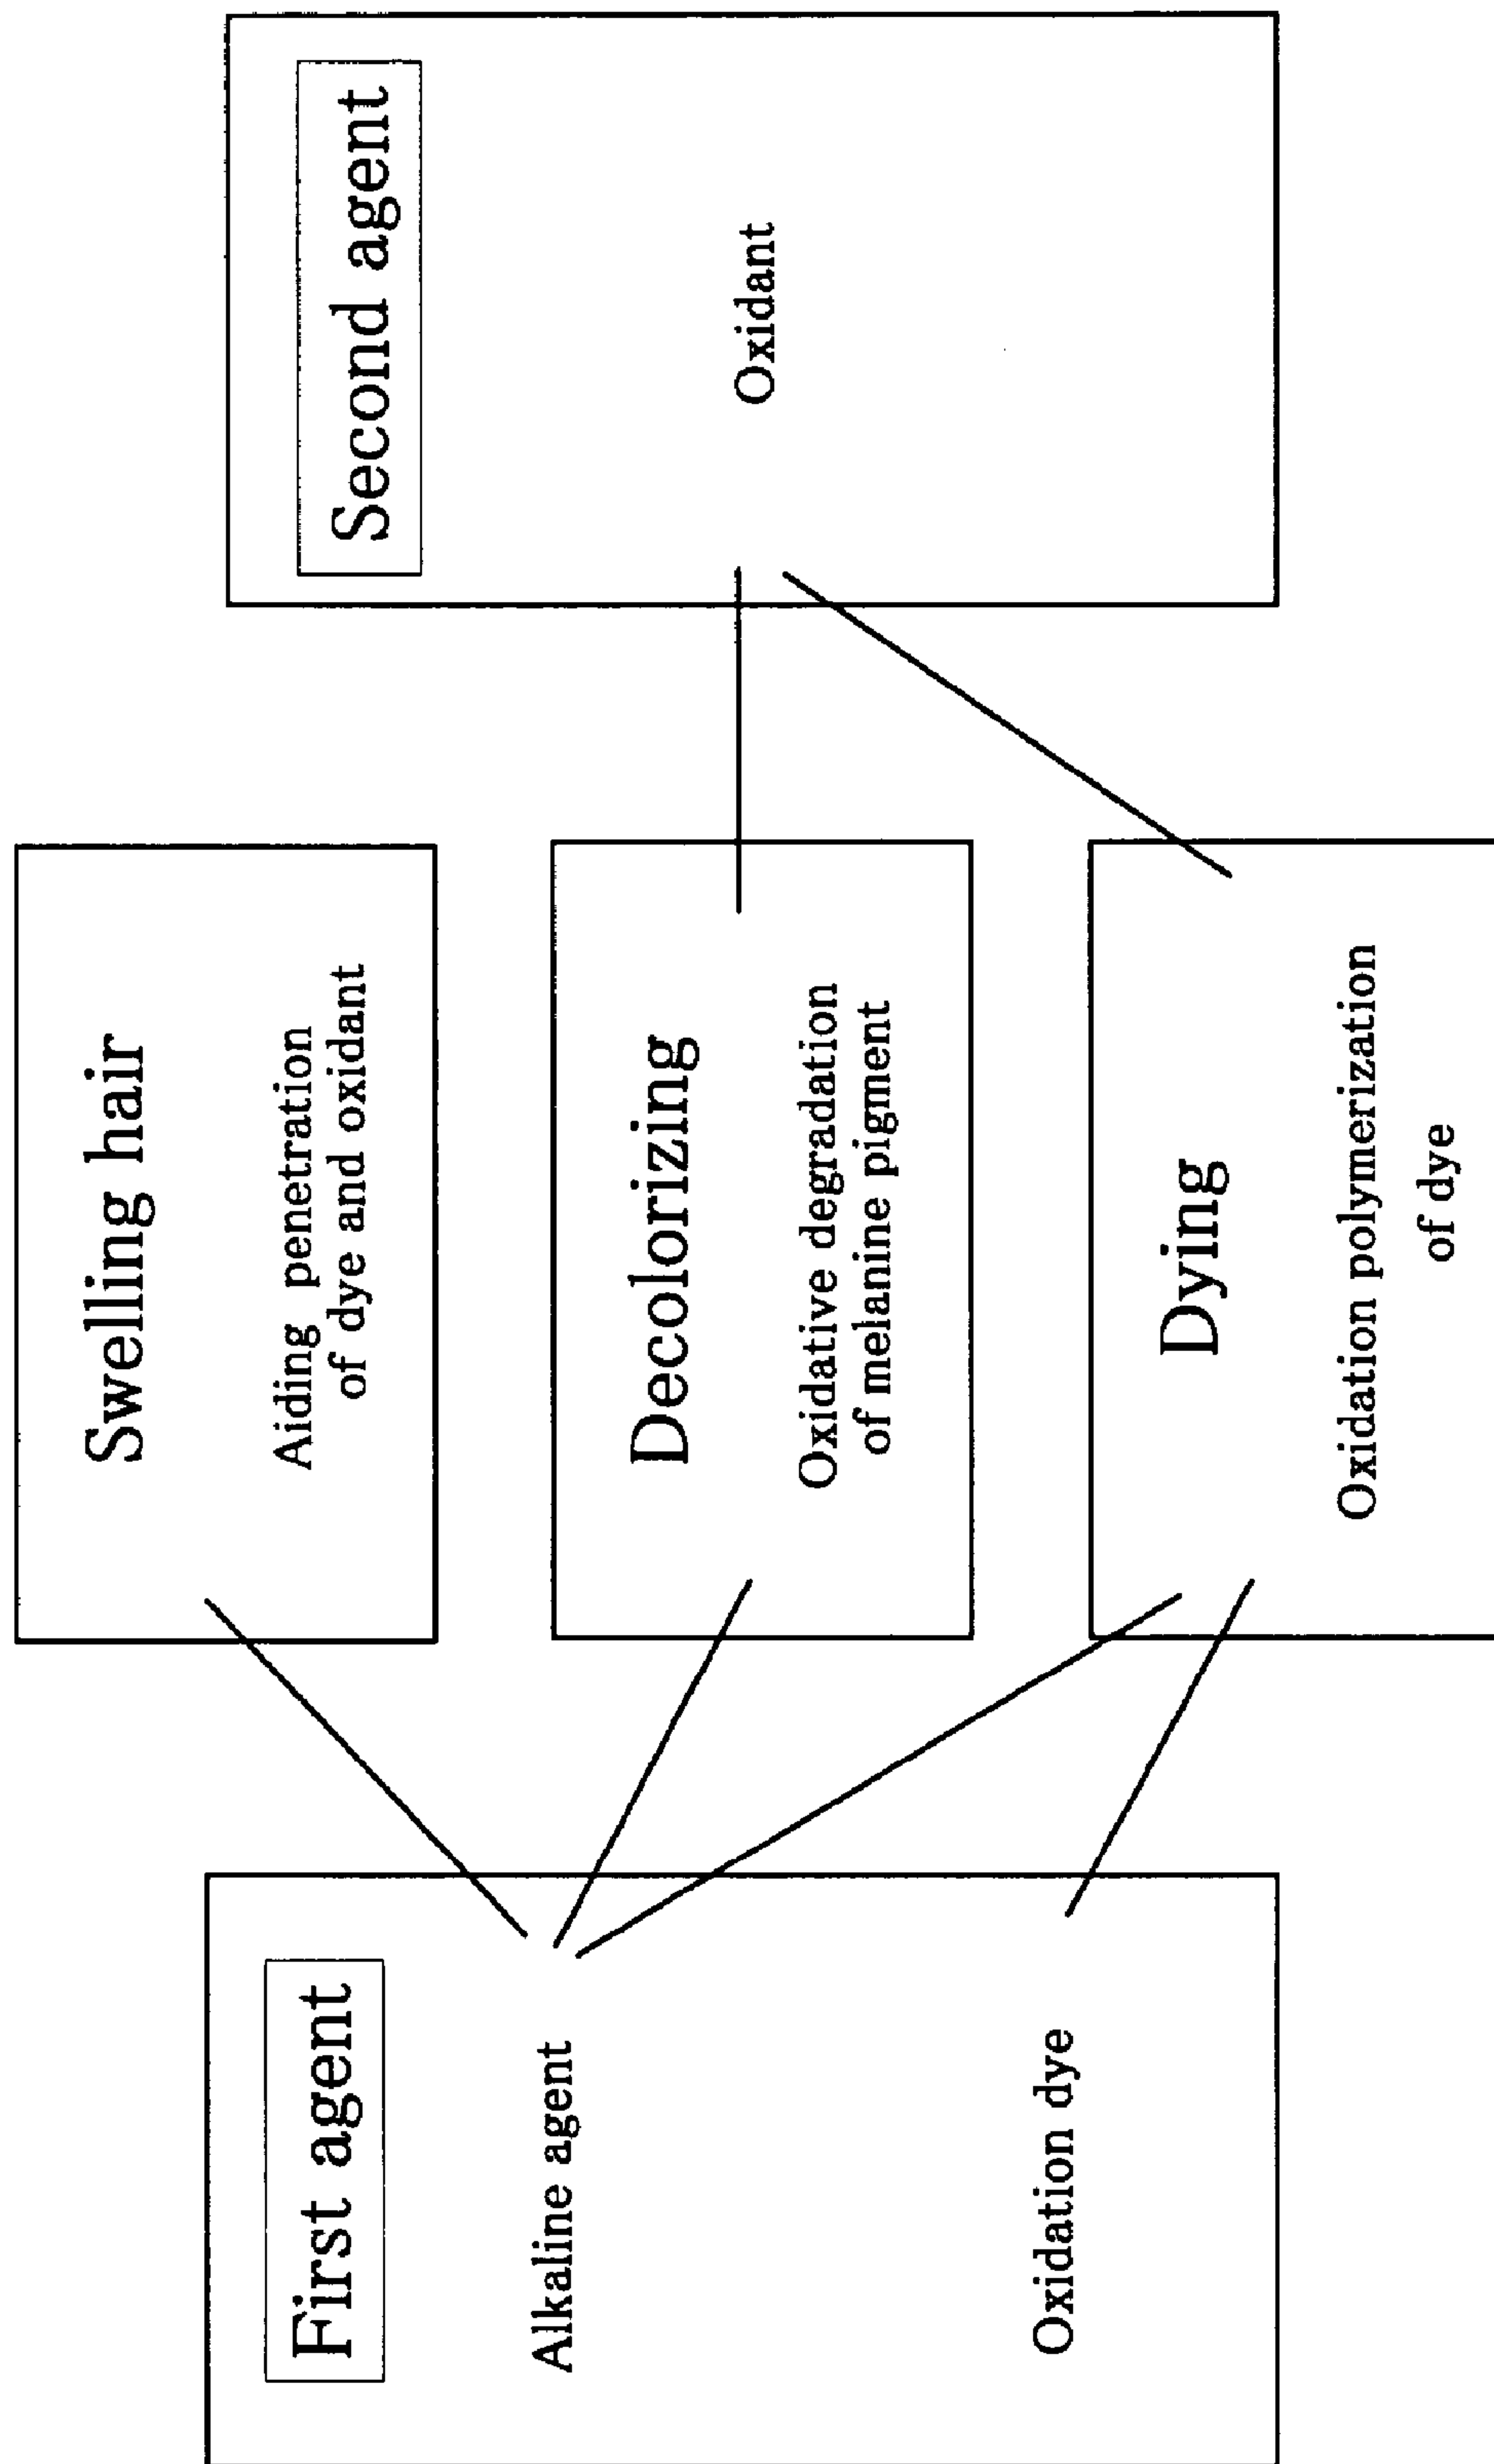 First agent
Alkaline agent
Oxidation dye
Swelling hair
Aiding penetration
of dye and oxidant
Decolorizing
Oxidative degradation
of melanine pigment
Dying
Oxidation polymerization
of dye
Second agent
Oxidant